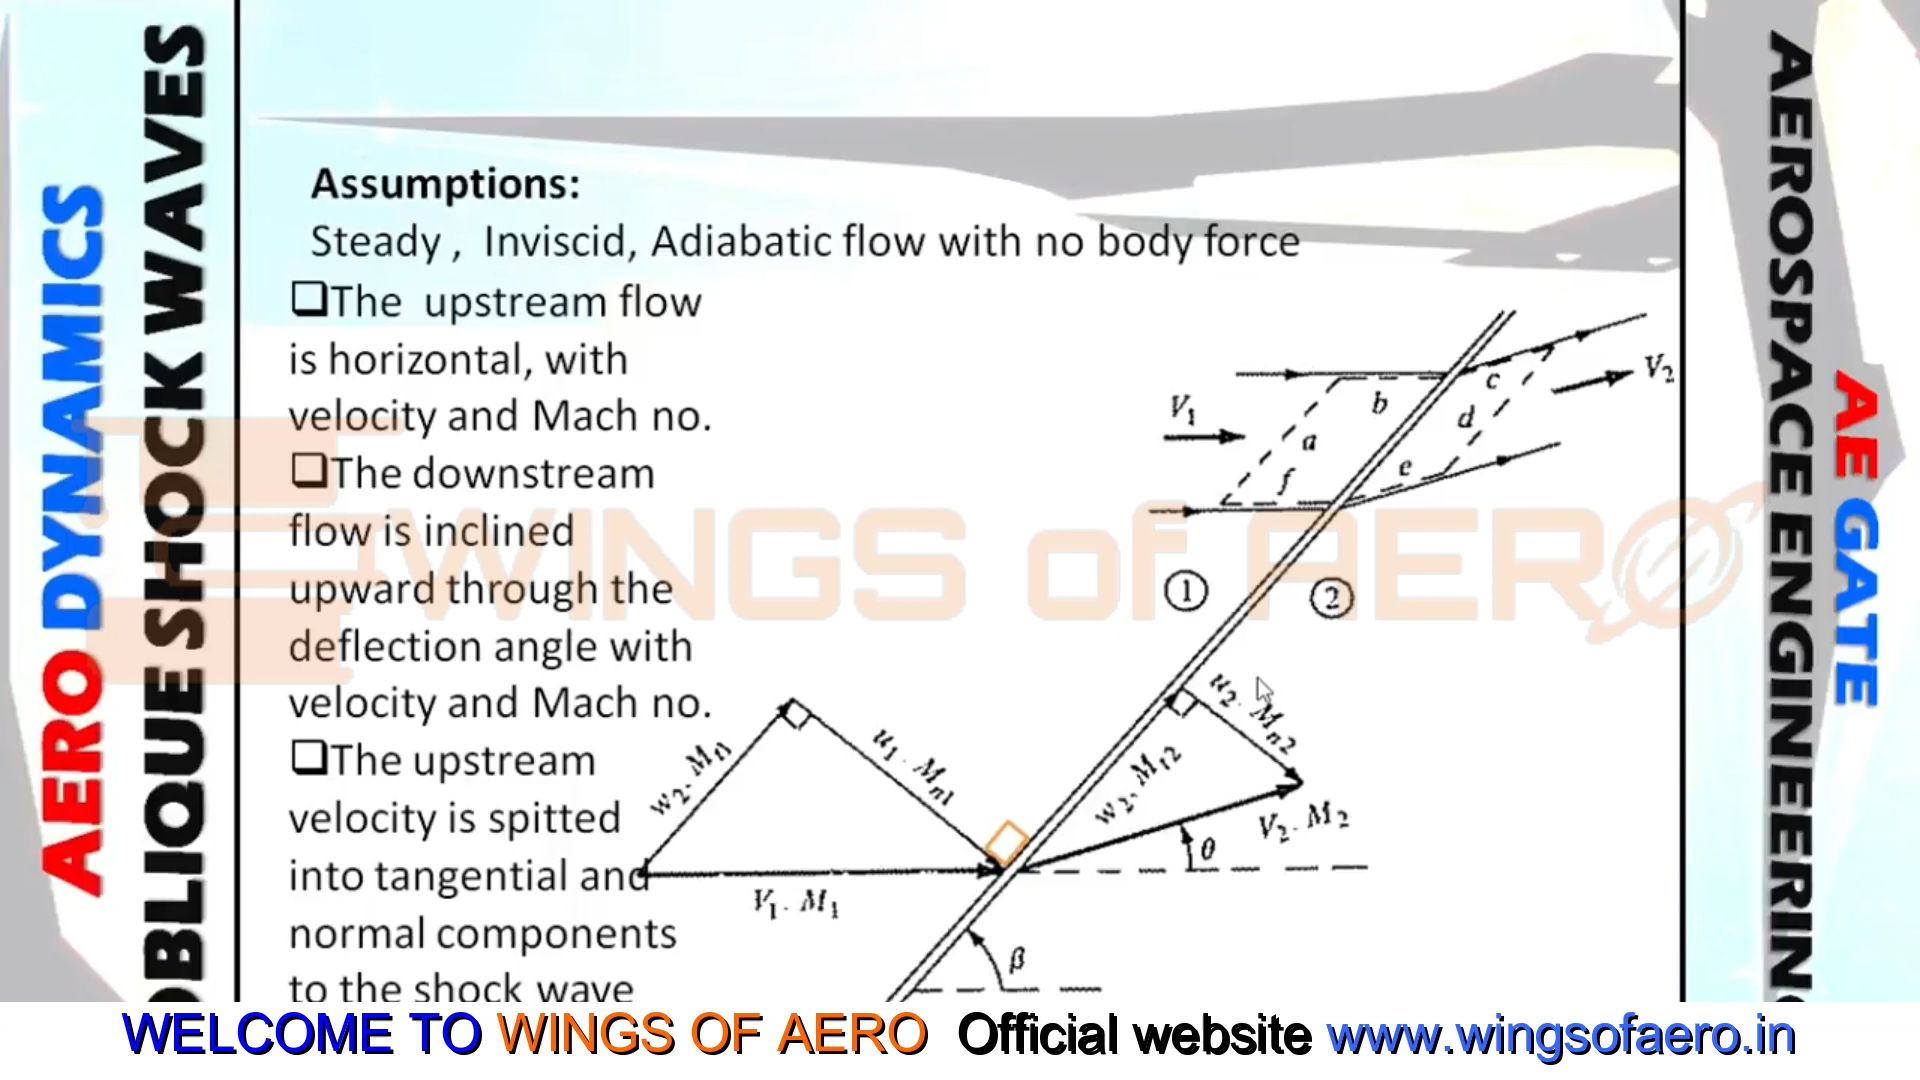 AERO DYNAMICS
OBLIQUE SHOCK WAVES
Assumptions:
Steady , Inviscid, Adiabatic flow with no body force
❑The upstream flow
is horizontal, with
velocity and Mach no.
❑The downstream
flow is inclined
upward through the
deflection angle with
velocity and Mach no.
❑The upstream
velocity is spitted
into tangential and
normal components
to the shock wave
V1
V2
a
b
c
d
e
f
1
2
w2, Mt1
u1, Mn1
V1, M1
w2, Mt2
u2, Mn2
V2, M2
θ
β
WINGS of AERO
AEROSPACE ENGINEERING
AE GATE
WELCOME TO WINGS OF AERO Official website www.wingsofaero.in